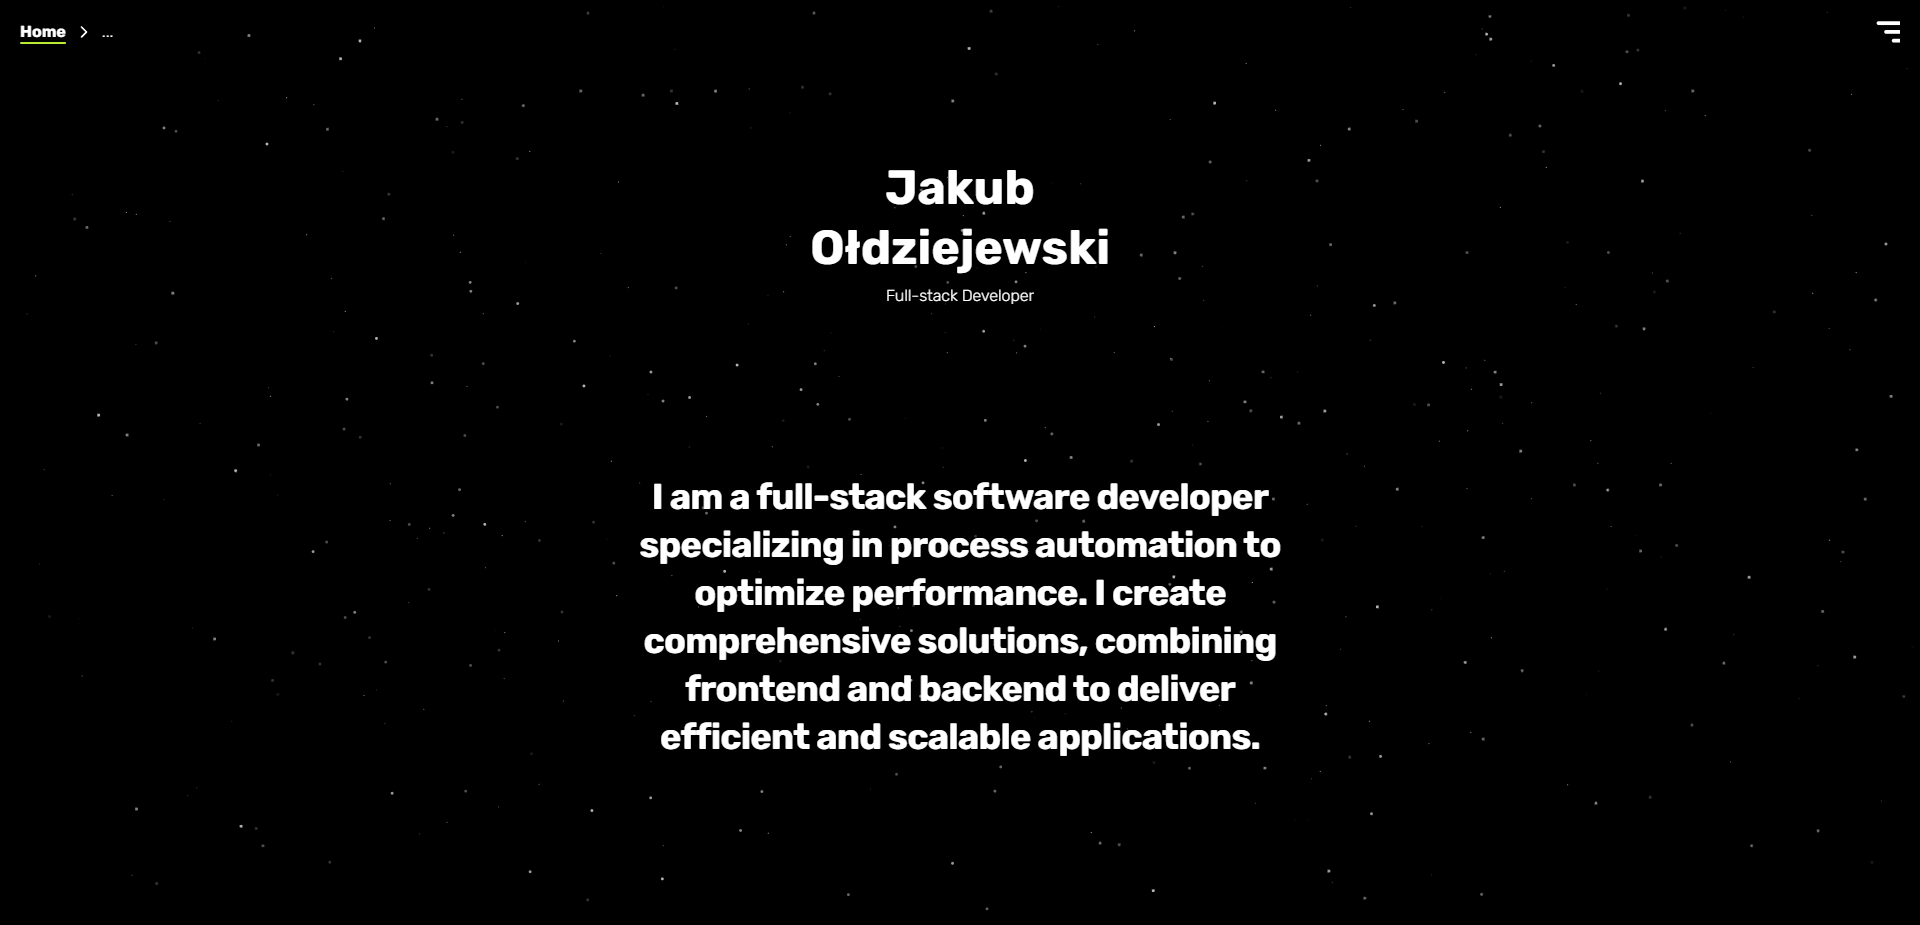 Home > ...
Jakub
Ołdziejewski
Full-stack Developer
I am a full-stack software developer
specializing in process automation to
optimize performance. I create
comprehensive solutions, combining
frontend and backend to deliver
efficient and scalable applications.